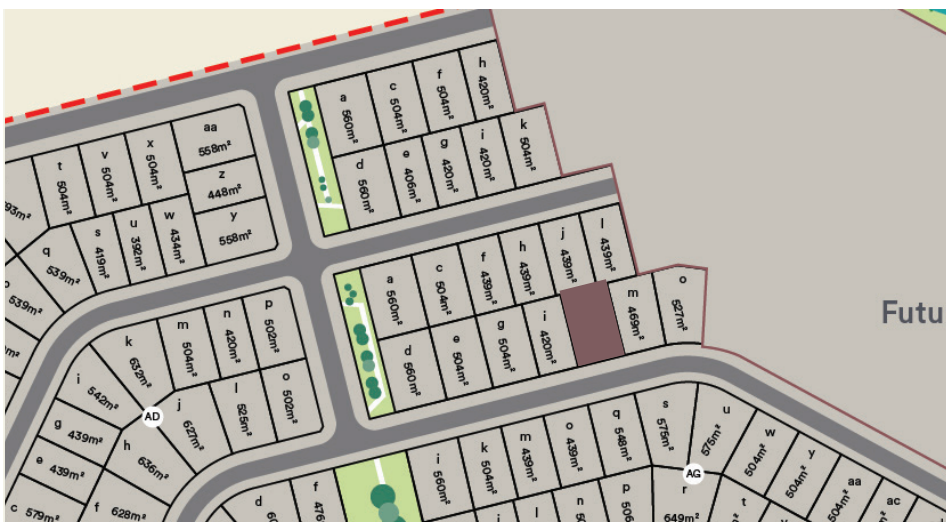 h
420m²
f
504m²
c
504m²
a
560m²
k
504m²
i
420m²
g
420m²
e
406m²
d
560m²
aa
558m²
x
504m²
v
504m²
t
504m²
z
448m²
y
558m²
w
434m²
u
392m²
s
419m²
q
539m²
539m²
l
439m²
j
439m²
h
439m²
f
439m²
c
504m²
a
560m²
o
527m²
m
469m²
i
420m²
g
504m²
e
504m²
d
560m²
Futu
p
502m²
n
420m²
m
504m²
k
632m²
i
542m²
AD
o
502m²
l
525m²
j
627m²
h
636m²
g
439m²
e
439m²
c 579m²
f 628m²
u
575m²
s
575m²
q
548m²
o
439m²
m
439m²
k
504m²
i
560m²
w
504m²
y
504m²
aa
504m²
ac
AG
r
649m²
t
p
n
l
d
f